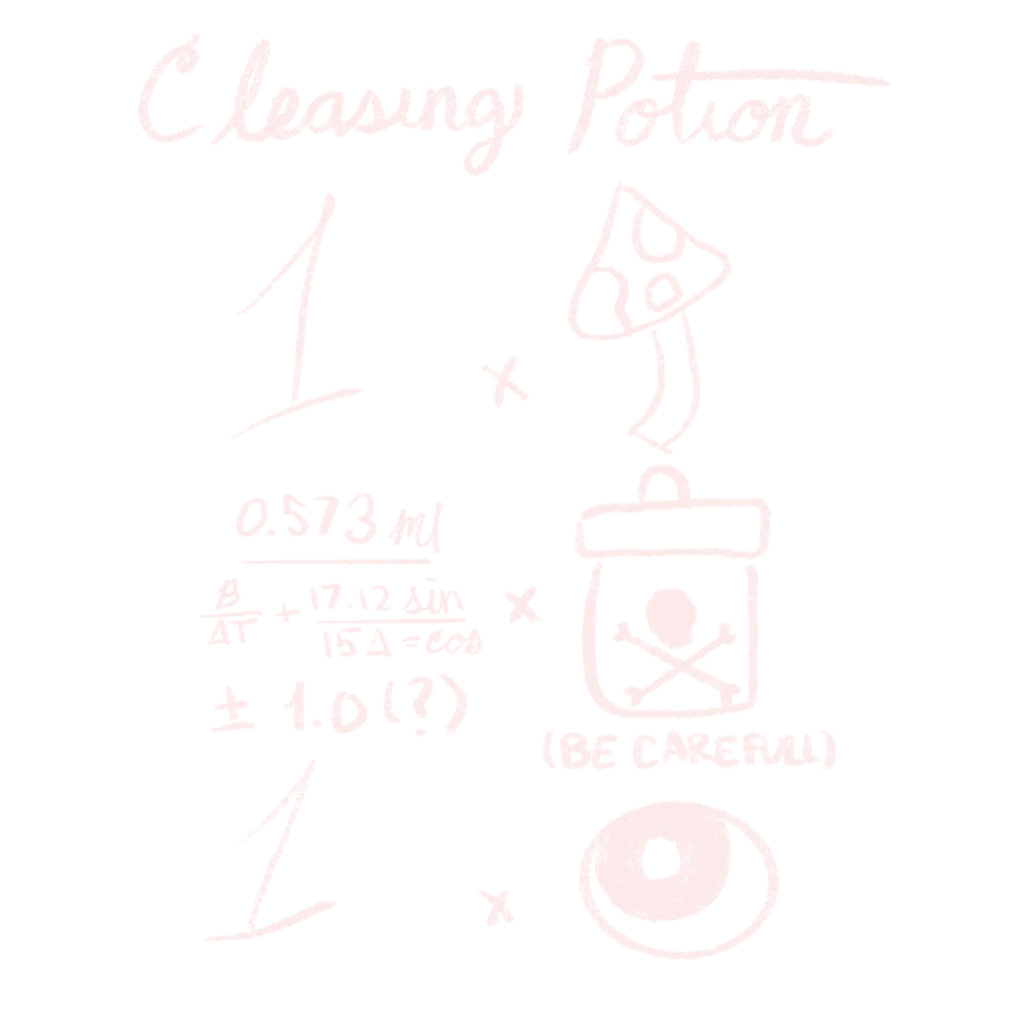 Cleasing Potion
1 x
0.573 ml
B/ΔT + 17.12 sin/15Δ=cos x
± 1.0 (?)
(BE CAREFULL)
1 x